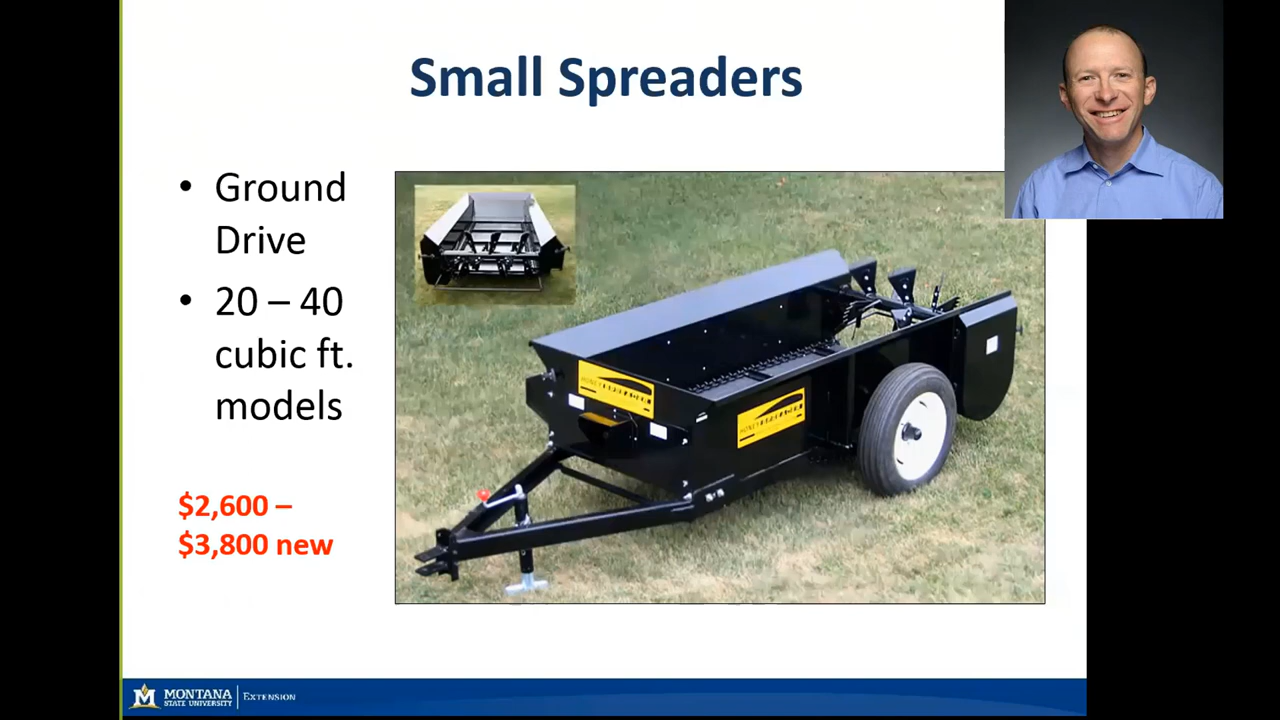 Small Spreaders
• Ground
Drive
• 20 – 40
cubic ft.
models
$2,600 –
$3,800 new
MONTANA
STATE UNIVERSITY
EXTENSION